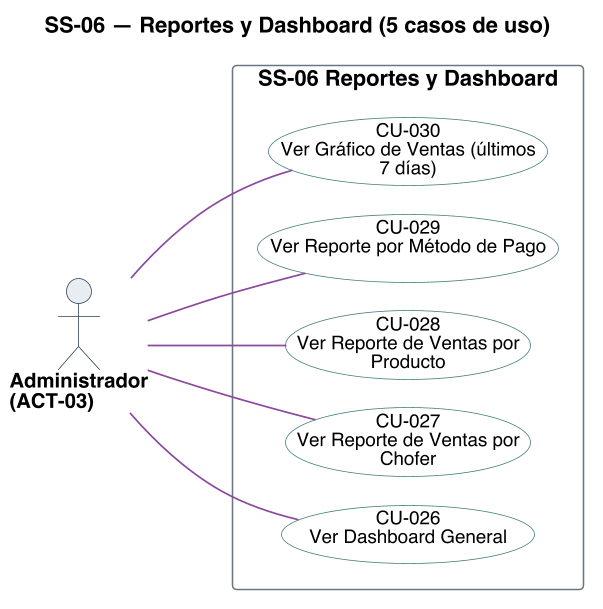 SS-06 — Reportes y Dashboard (5 casos de uso)
SS-06 Reportes y Dashboard
CU-030
Ver Gráfico de Ventas (últimos
7 días)
CU-029
Ver Reporte por Método de Pago
CU-028
Ver Reporte de Ventas por
Producto
Administrador
(ACT-03)
CU-027
Ver Reporte de Ventas por
Chofer
CU-026
Ver Dashboard General